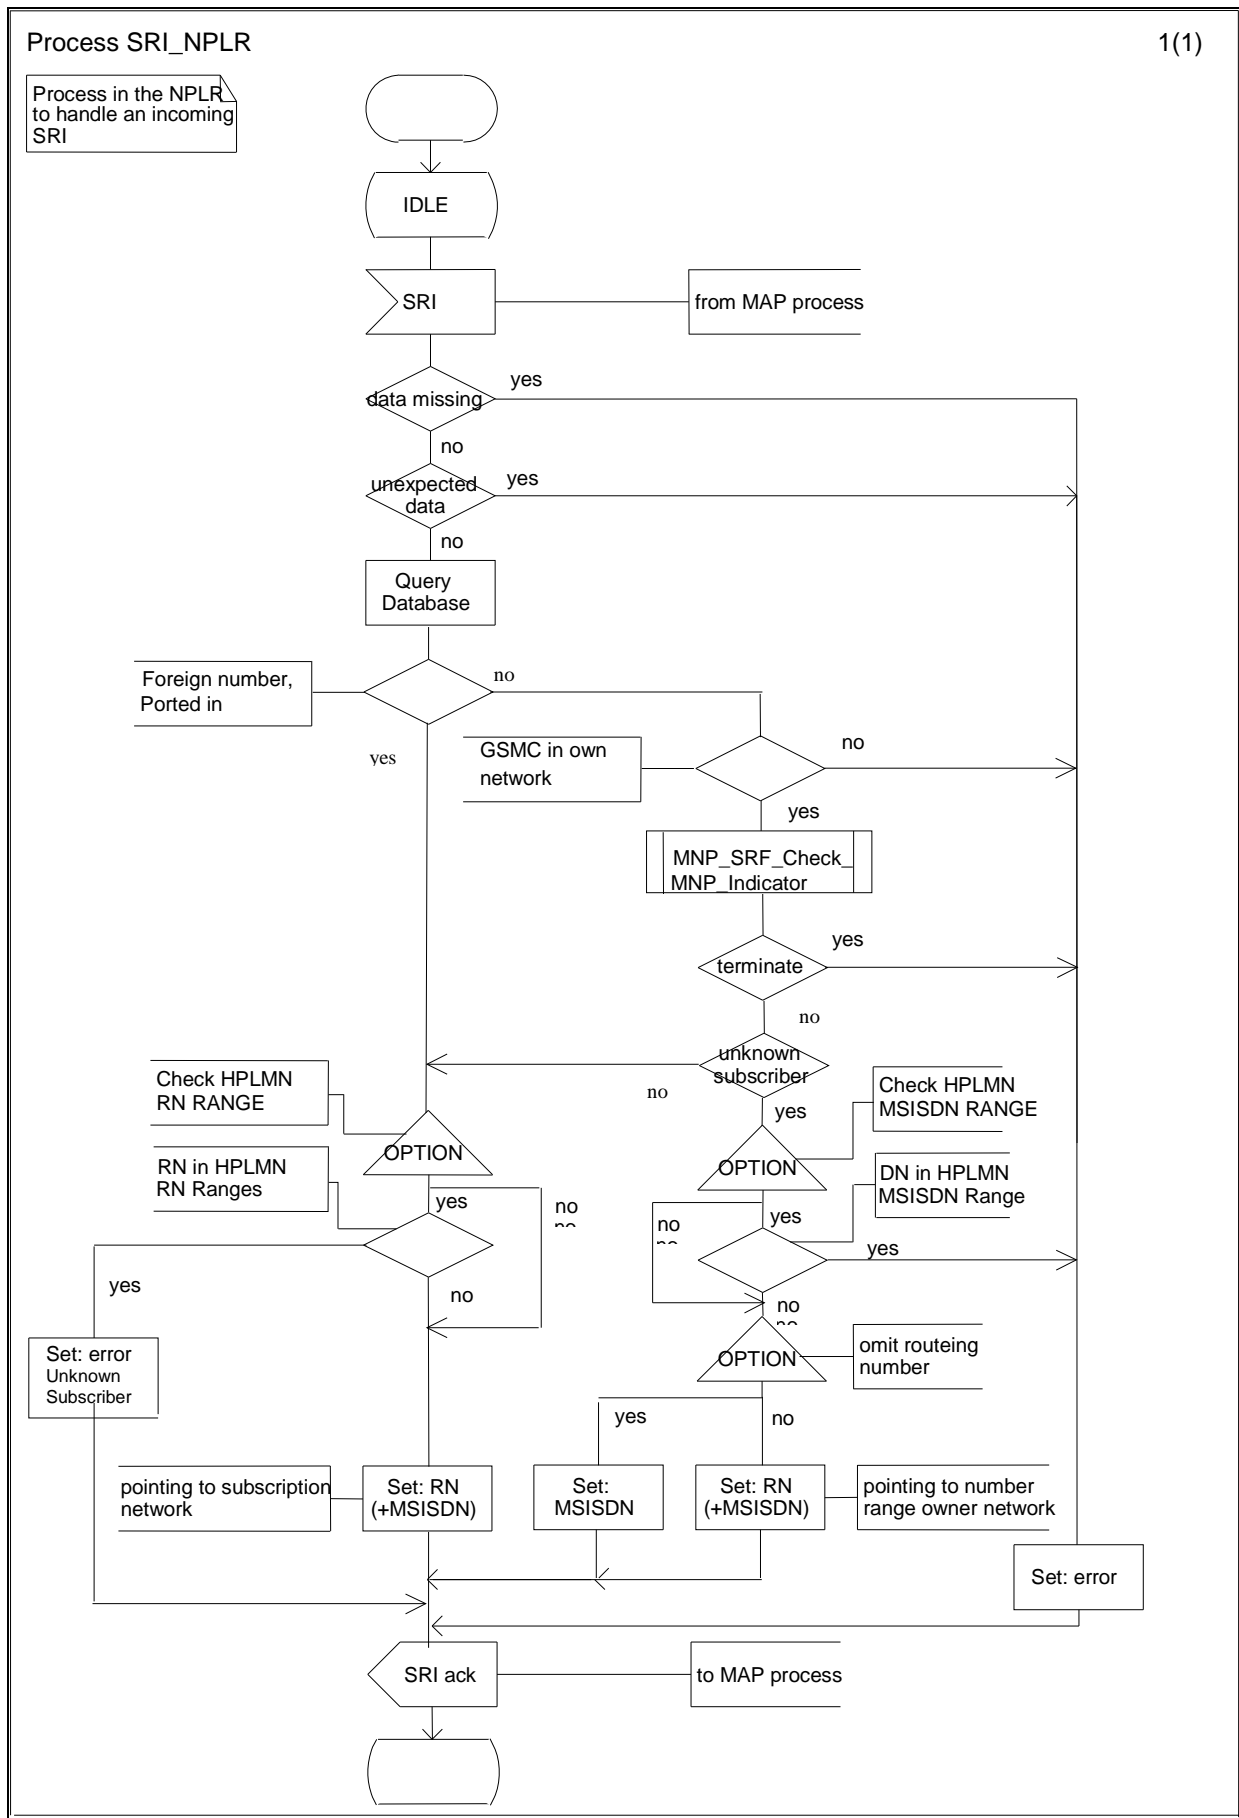 Process SRI_NPLR
1(1)
Process in the NPLR
to handle an incoming
SRI
IDLE
SRI
from MAP process
data missing
yes
no
unexpected
data
yes
no
Query
Database
Foreign number,
Ported in
no
yes
GSMC in own
network
no
yes
MNP_SRF_Check_
MNP_Indicator
terminate
yes
no
unknown
subscriber
no
yes
Check HPLMN
RN RANGE
OPTION
Check HPLMN
MSISDN RANGE
OPTION
RN in HPLMN
RN Ranges
yes
no
no
DN in HPLMN
MSISDN Range
yes
no
no
yes
yes
no
no
no
Set: error
Unknown
Subscriber
OPTION
omit routeing
number
yes
no
pointing to subscription
network
Set: RN
(+MSISDN)
Set:
MSISDN
Set: RN
(+MSISDN)
pointing to number
range owner network
Set: error
SRI ack
to MAP process